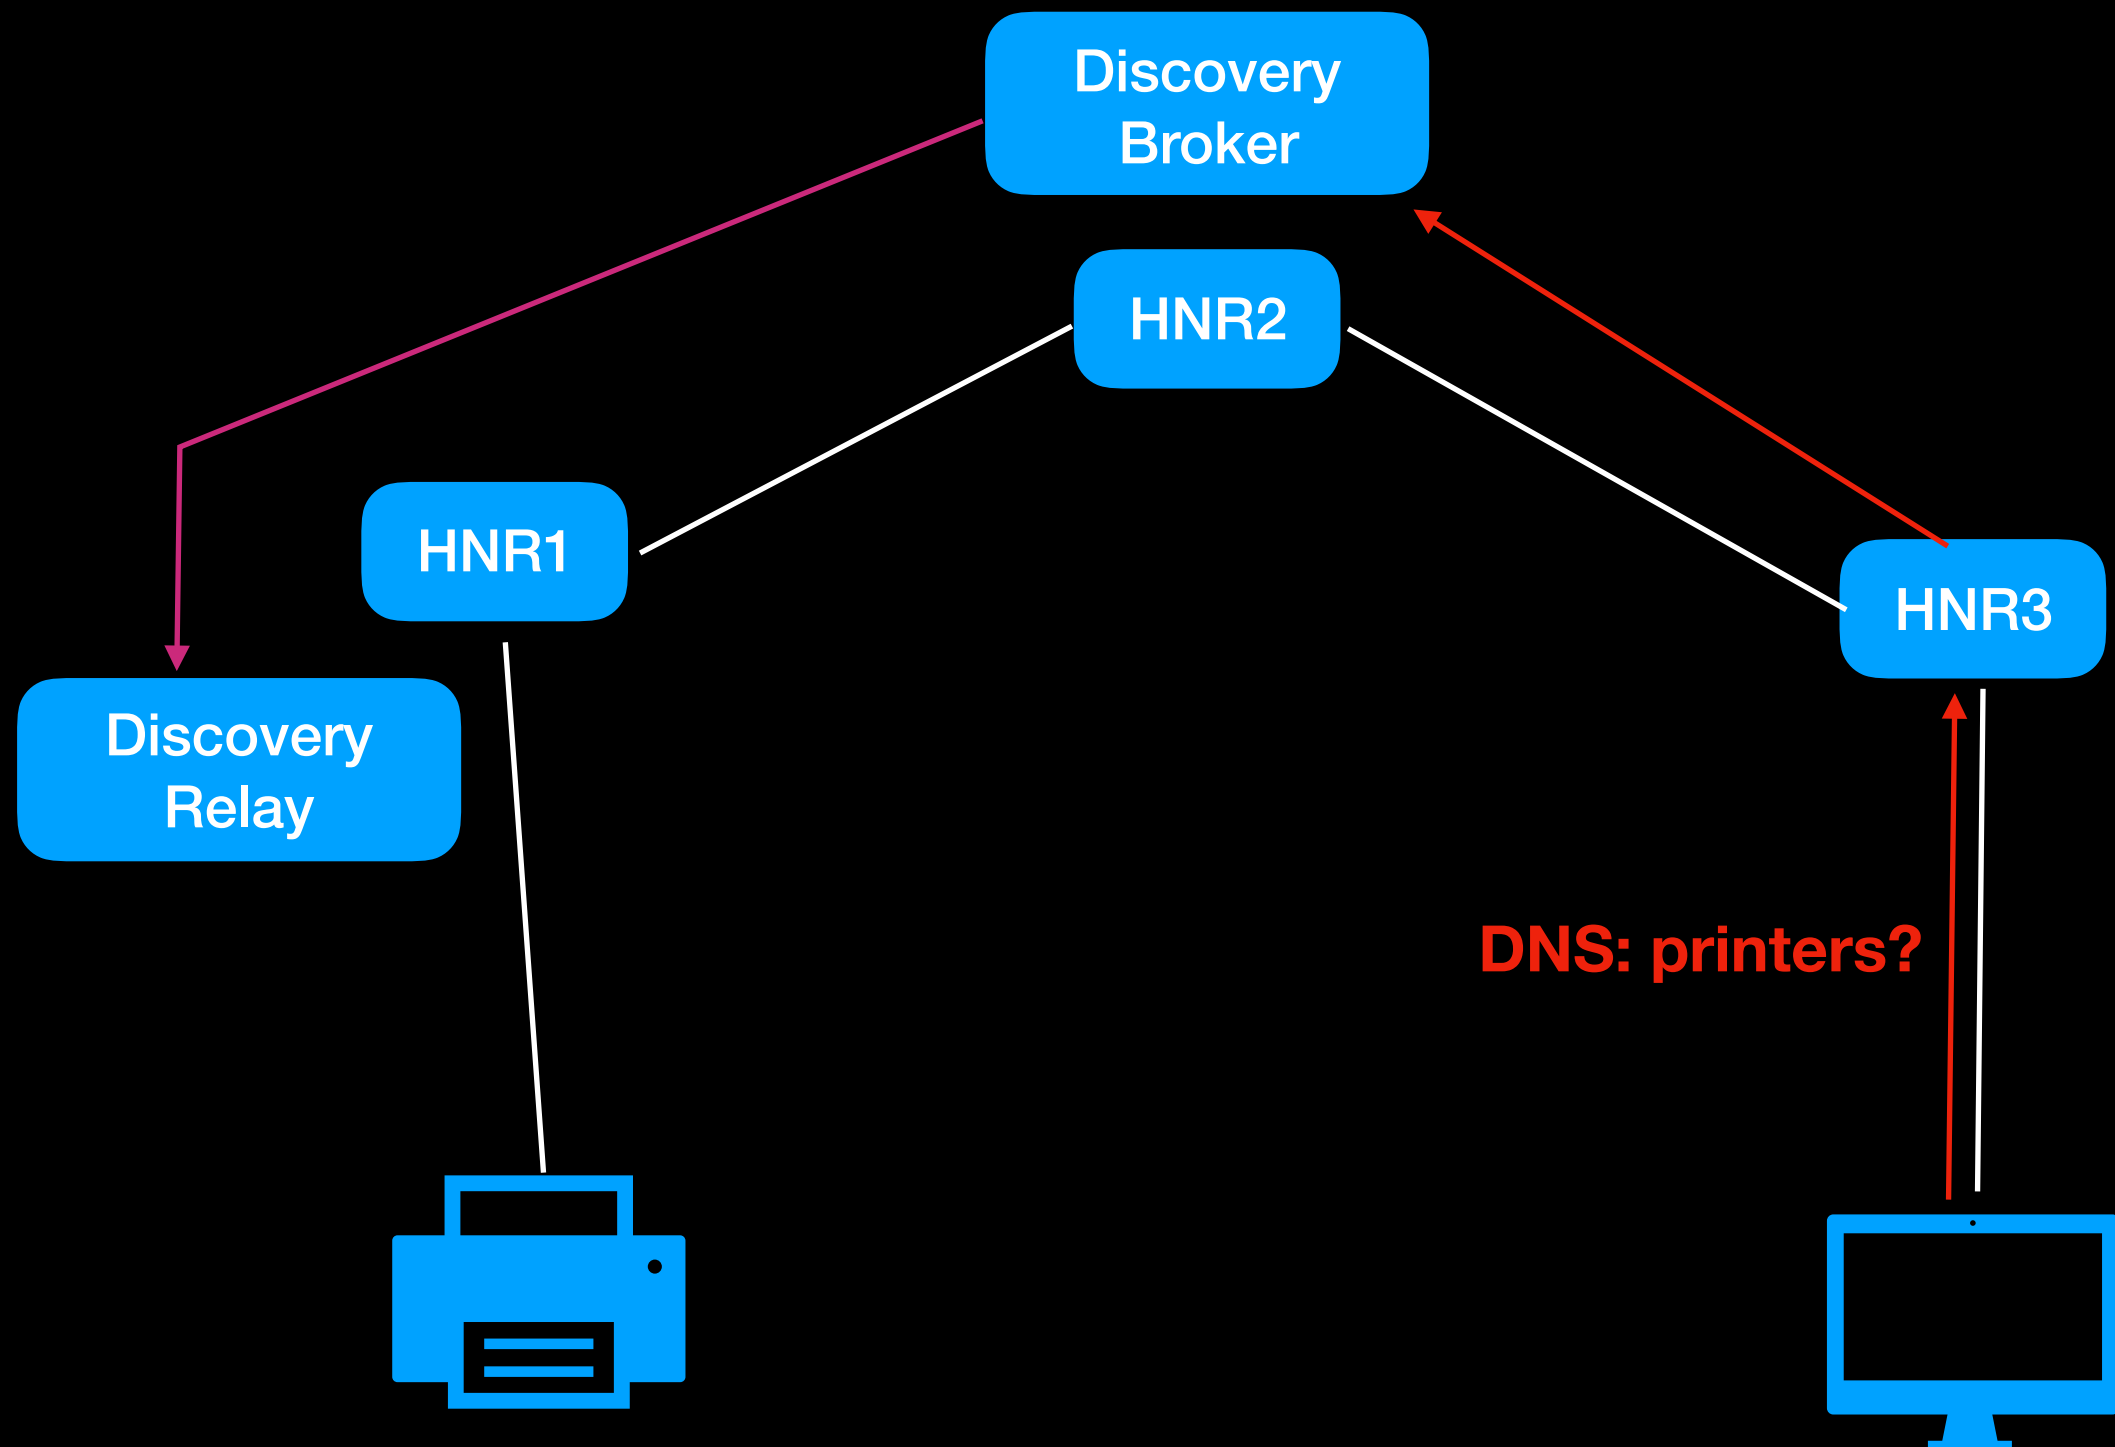 Discovery
Broker
HNR2
HNR1
HNR3
Discovery
Relay
DNS: printers?